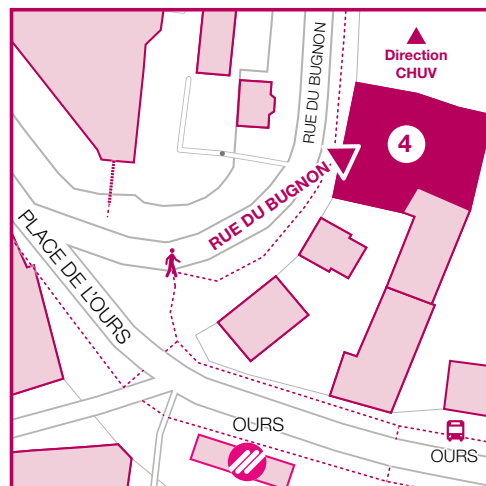 Direction
CHUV
RUE DU BUGNON
4
RUE DU BUGNON
PLACE DE L'OURS
OURS
OURS